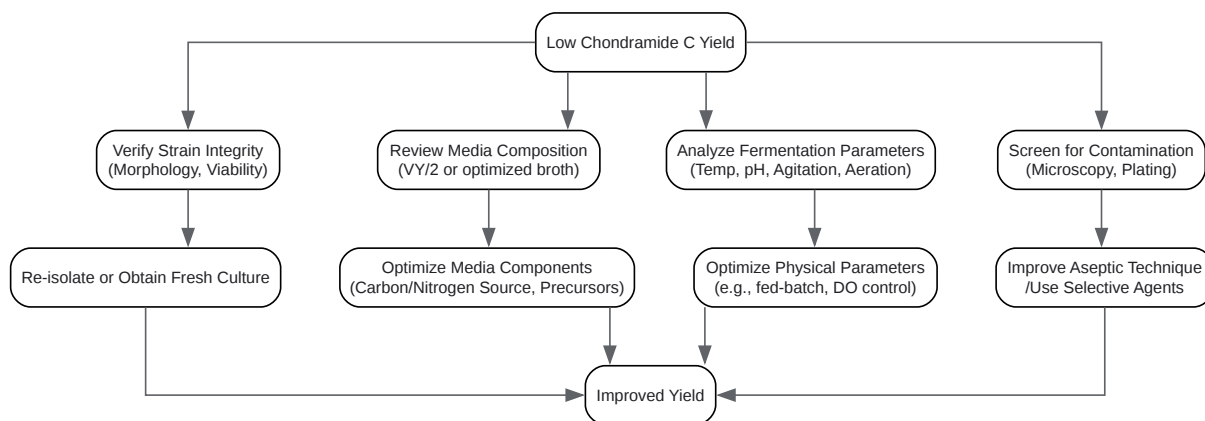 Low Chondramide C Yield
Verify Strain Integrity
(Morphology, Viability)
Review Media Composition
(VY/2 or optimized broth)
Analyze Fermentation Parameters
(Temp, pH, Agitation, Aeration)
Screen for Contamination
(Microscopy, Plating)
Re-isolate or Obtain Fresh Culture
Optimize Media Components
(Carbon/Nitrogen Source, Precursors)
Optimize Physical Parameters
(e.g., fed-batch, DO control)
Improve Aseptic Technique
/Use Selective Agents
Improved Yield